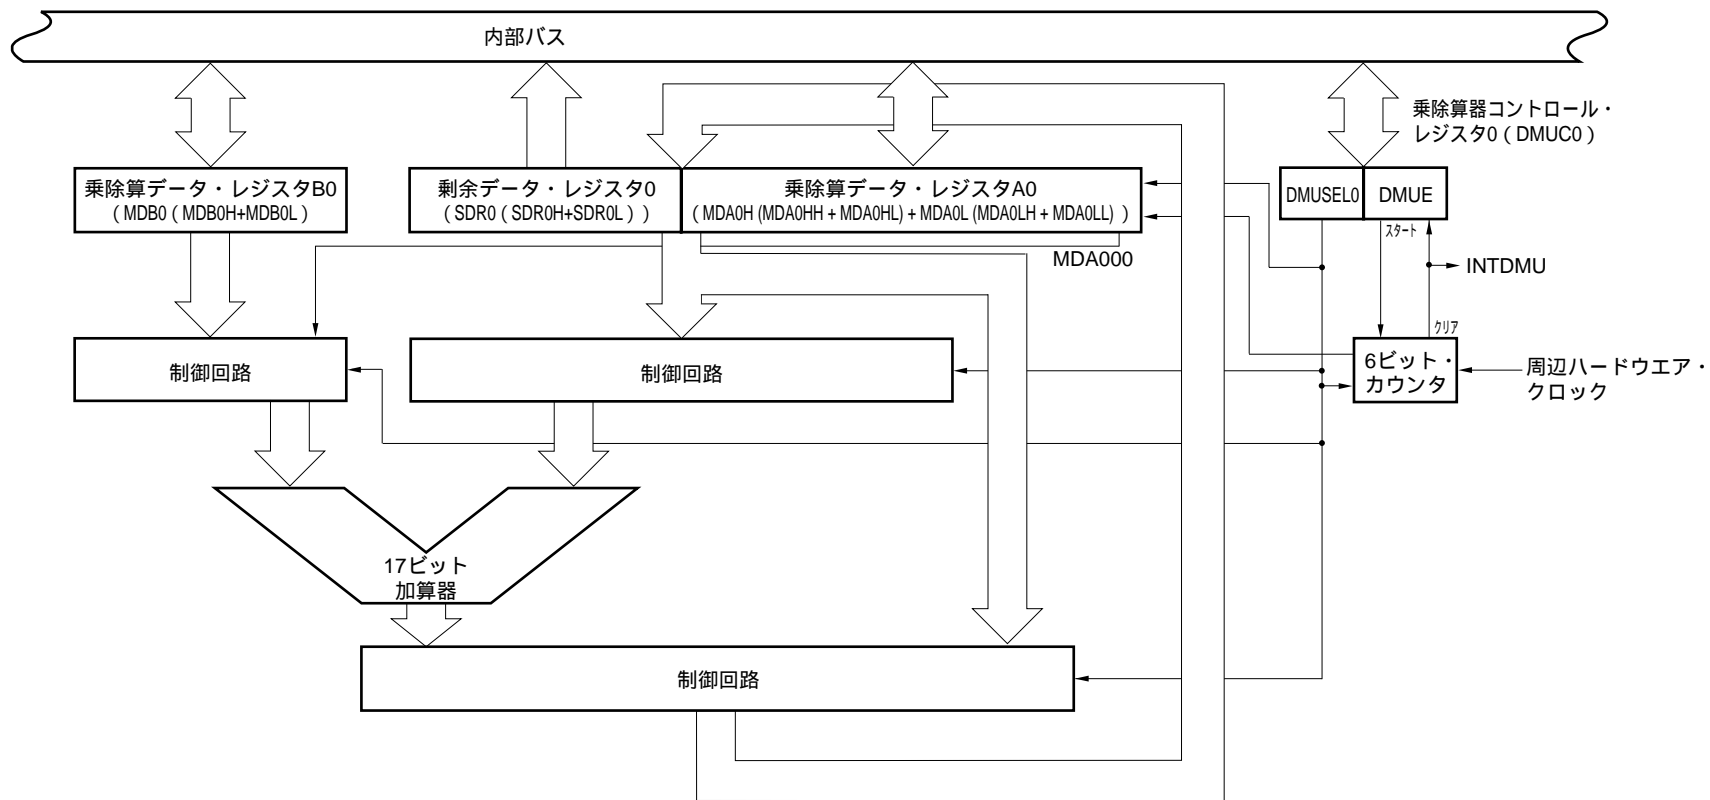 内部バス
乗除算器コントロール・
レジスタ0（DMUC0）
乗除算データ・レジスタB0
（MDB0（MDB0H+MDB0L）
剰余データ・レジスタ0
（SDR0（SDR0H+SDR0L））
乗除算データ・レジスタA0
（MDA0H (MDA0HH + MDA0HL) + MDA0L (MDA0LH + MDA0LL)）
DMUSEL0
DMUE
スタート
MDA000
INTDMU
クリア
制御回路
制御回路
6ビット・
カウンタ
周辺ハードウエア・
クロック
17ビット
加算器
制御回路